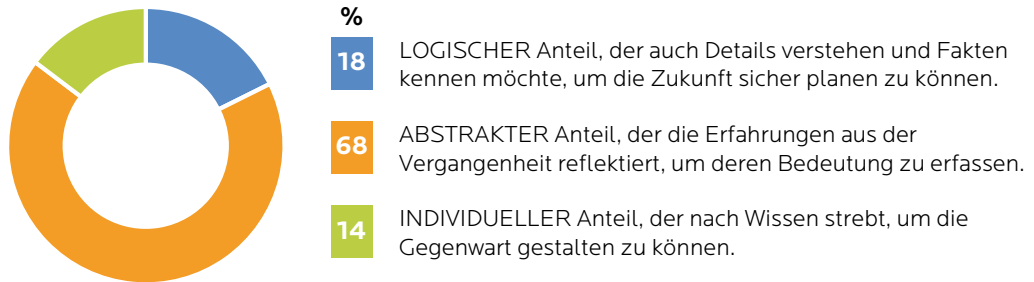 %
18
LOGISCHER Anteil, der auch Details verstehen und Fakten
kennen möchte, um die Zukunft sicher planen zu können.
68
ABSTRAKTER Anteil, der die Erfahrungen aus der
Vergangenheit reflektiert, um deren Bedeutung zu erfassen.
14
INDIVIDUELLER Anteil, der nach Wissen strebt, um die
Gegenwart gestalten zu können.